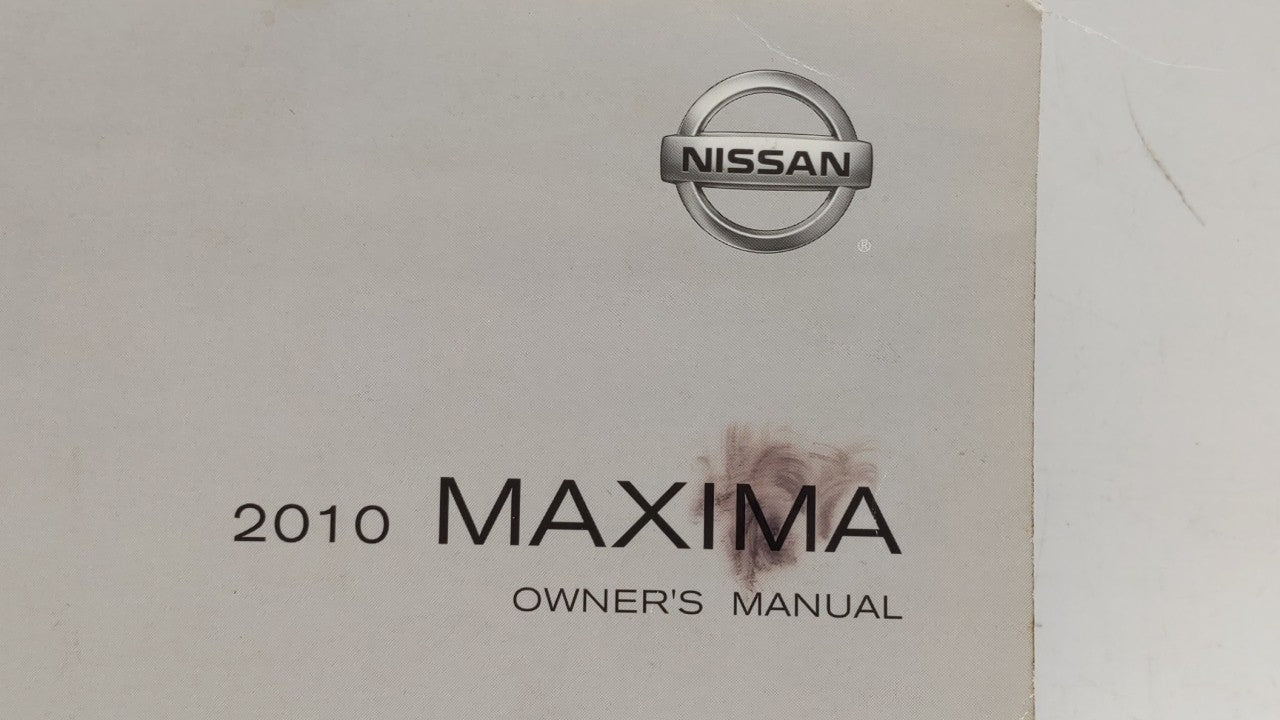 NISSAN
®
2010 MAXIMA
OWNER'S MANUAL